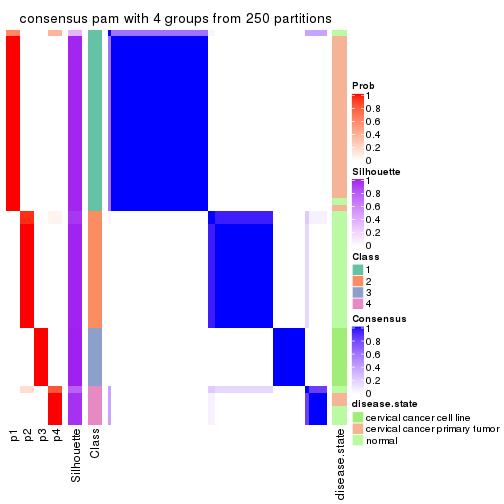 consensus pam with 4 groups from 250 partitions
Prob
1
0.8
0.6
0.4
0.2
0
Silhouette
1
0.8
0.6
0.4
0.2
0
Class
1
2
3
4
Consensus
1
0.8
0.6
0.4
0.2
0
disease.state
cervical cancer cell line
cervical cancer primary tumor
normal
p1
p2
p3
p4
Silhouette
Class
disease.state